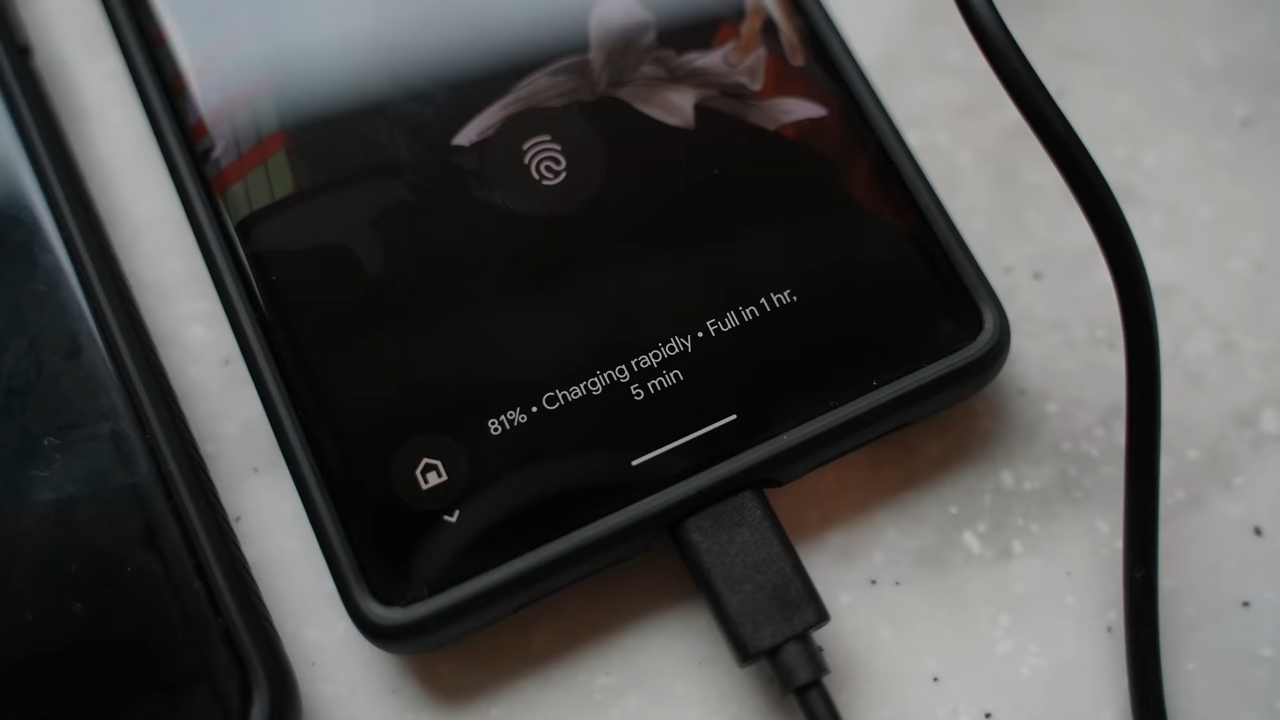 81% • Charging rapidly • Full in 1 hr,
5 min